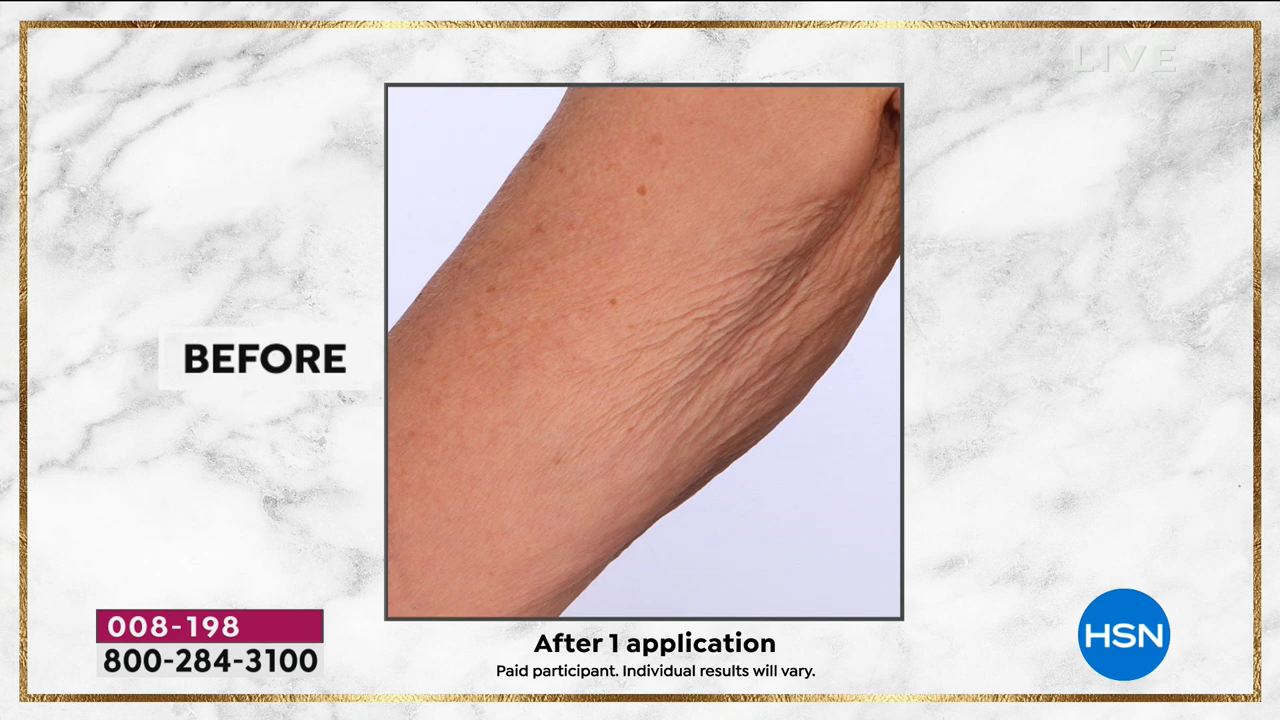 LIVE
BEFORE
008-198
800-284-3100
After 1 application
Paid participant. Individual results will vary.
HSN